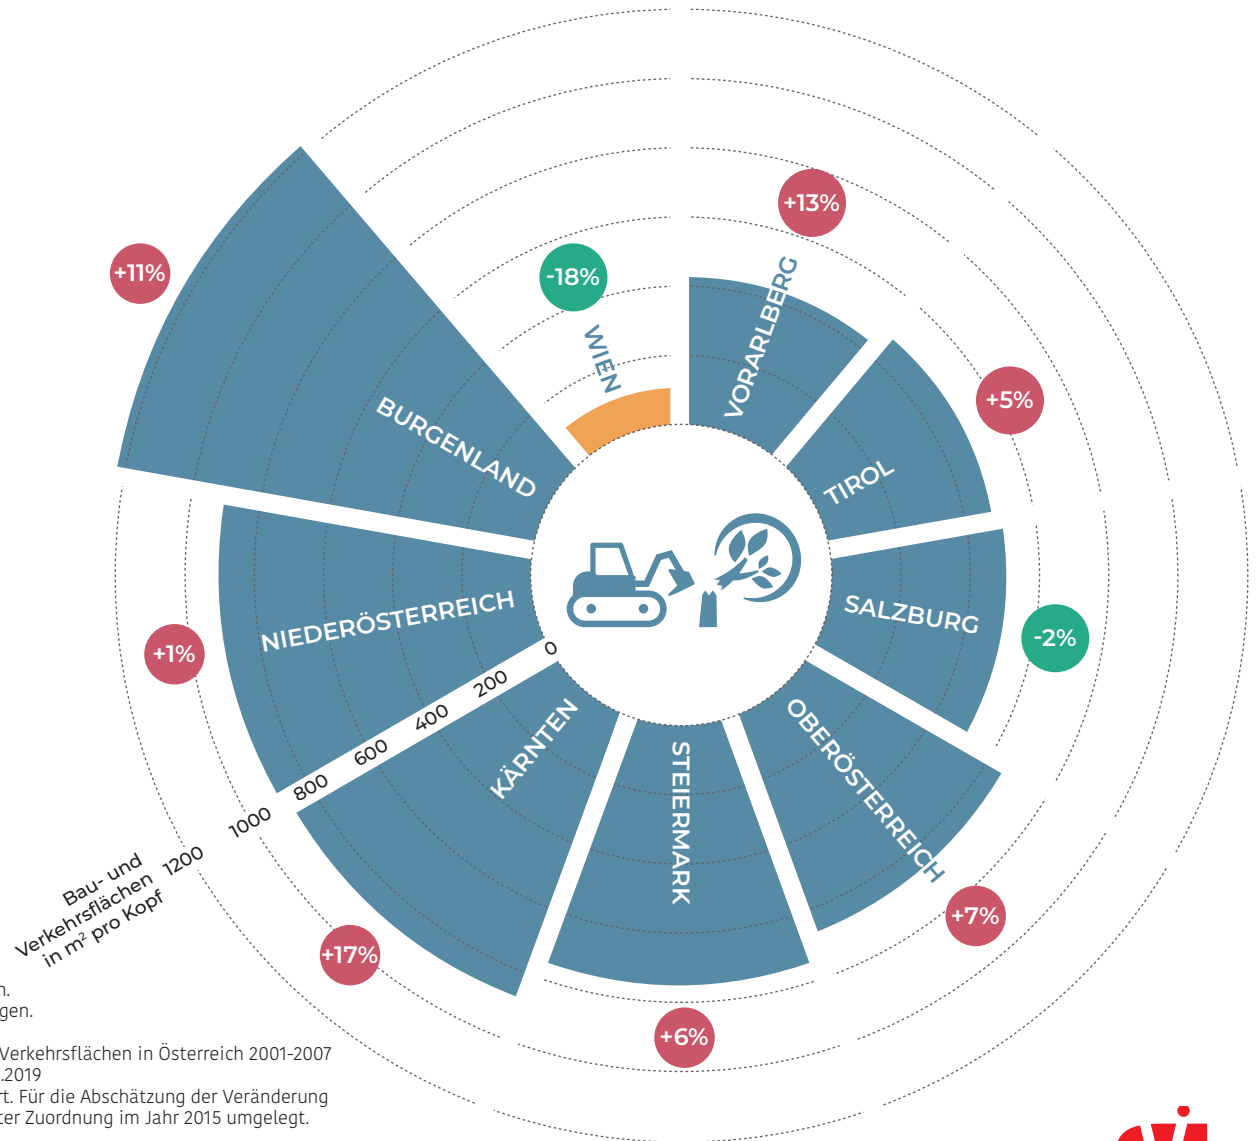 +13%
-18%
+11%
WIEN
VORARLBERG
+5%
BURGENLAND
TIROL
NIEDERÖSTERREICH
SALZBURG
-2%
+1%
0
200
400
600
800
1000
1200
KÄRNTEN
STEIERMARK
OBERÖSTERREICH
Bau- und
Verkehrsflächen
in m² pro Kopf
+7%
+17%
+6%
n.
gen.
Verkehrsflächen in Österreich 2001-2007
.2019
rt. Für die Abschätzung der Veränderung
ter Zuordnung im Jahr 2015 umgelegt.